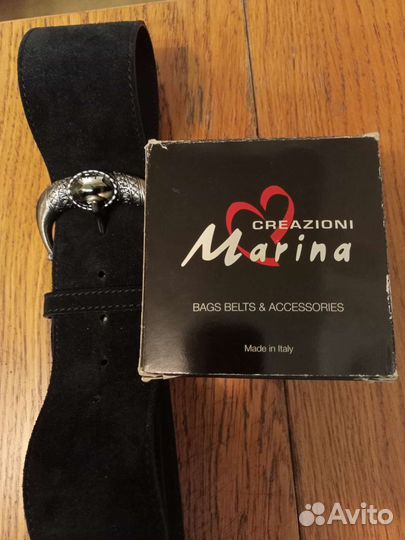 CREAZIONI
Marina
BAGS BELTS & ACCESSORIES
Made in Italy
Avito